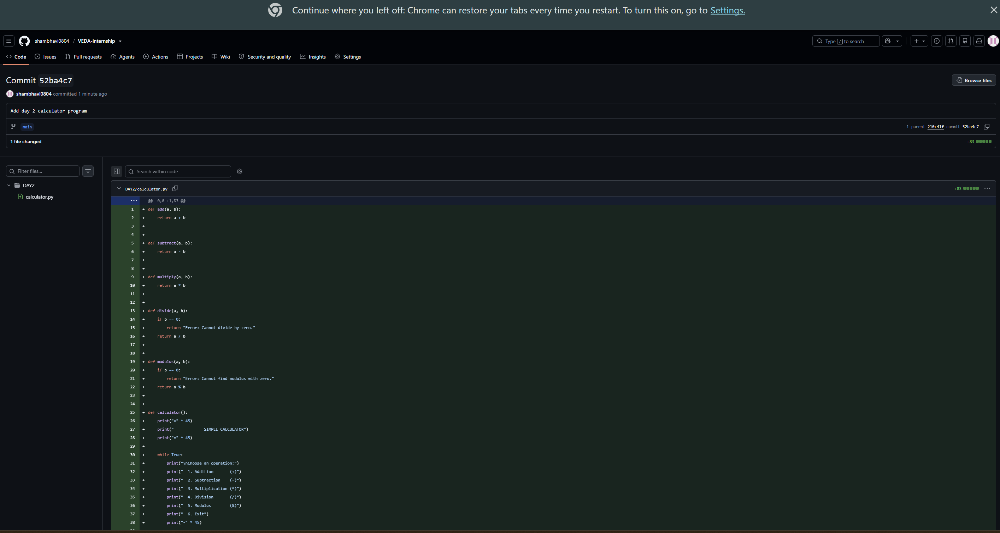 Continue where you left off: Chrome can restore your tabs every time you restart. To turn this on, go to Settings.
shambhavi0804 / VEDA-internship
Type / to search
Code Issues Pull requests Agents Actions Projects Wiki Security and quality Insights Settings
Commit 52ba4c7
Browse files
shambhavi0804 committed 1 minute ago
Add day 2 calculator program
main
1 parent 210c41f commit 52ba4c7
1 file changed
+83
Filter files...
DAY2
calculator.py
Search within code
DAY2/calculator.py
+83
@@ -0,0 +1,83 @@
1 + def add(a, b):
2 +     return a + b
3 +
4 +
5 + def subtract(a, b):
6 +     return a - b
7 +
8 +
9 + def multiply(a, b):
10 +     return a * b
11 +
12 +
13 + def divide(a, b):
14 +     if b == 0:
15 +         return "Error: Cannot divide by zero."
16 +     return a / b
17 +
18 +
19 + def modulus(a, b):
20 +     if b == 0:
21 +         return "Error: Cannot find modulus with zero."
22 +     return a % b
23 +
24 +
25 + def calculator():
26 +     print("=" * 45)
27 +     print("             SIMPLE CALCULATOR")
28 +     print("=" * 45)
29 +
30 +     while True:
31 +         print("\nChoose an operation:")
32 +         print("  1. Addition       (+)")
33 +         print("  2. Subtraction    (-)")
34 +         print("  3. Multiplication (*)")
35 +         print("  4. Division       (/)")
36 +         print("  5. Modulus        (%)")
37 +         print("  6. Exit")
38 +         print("-" * 45)